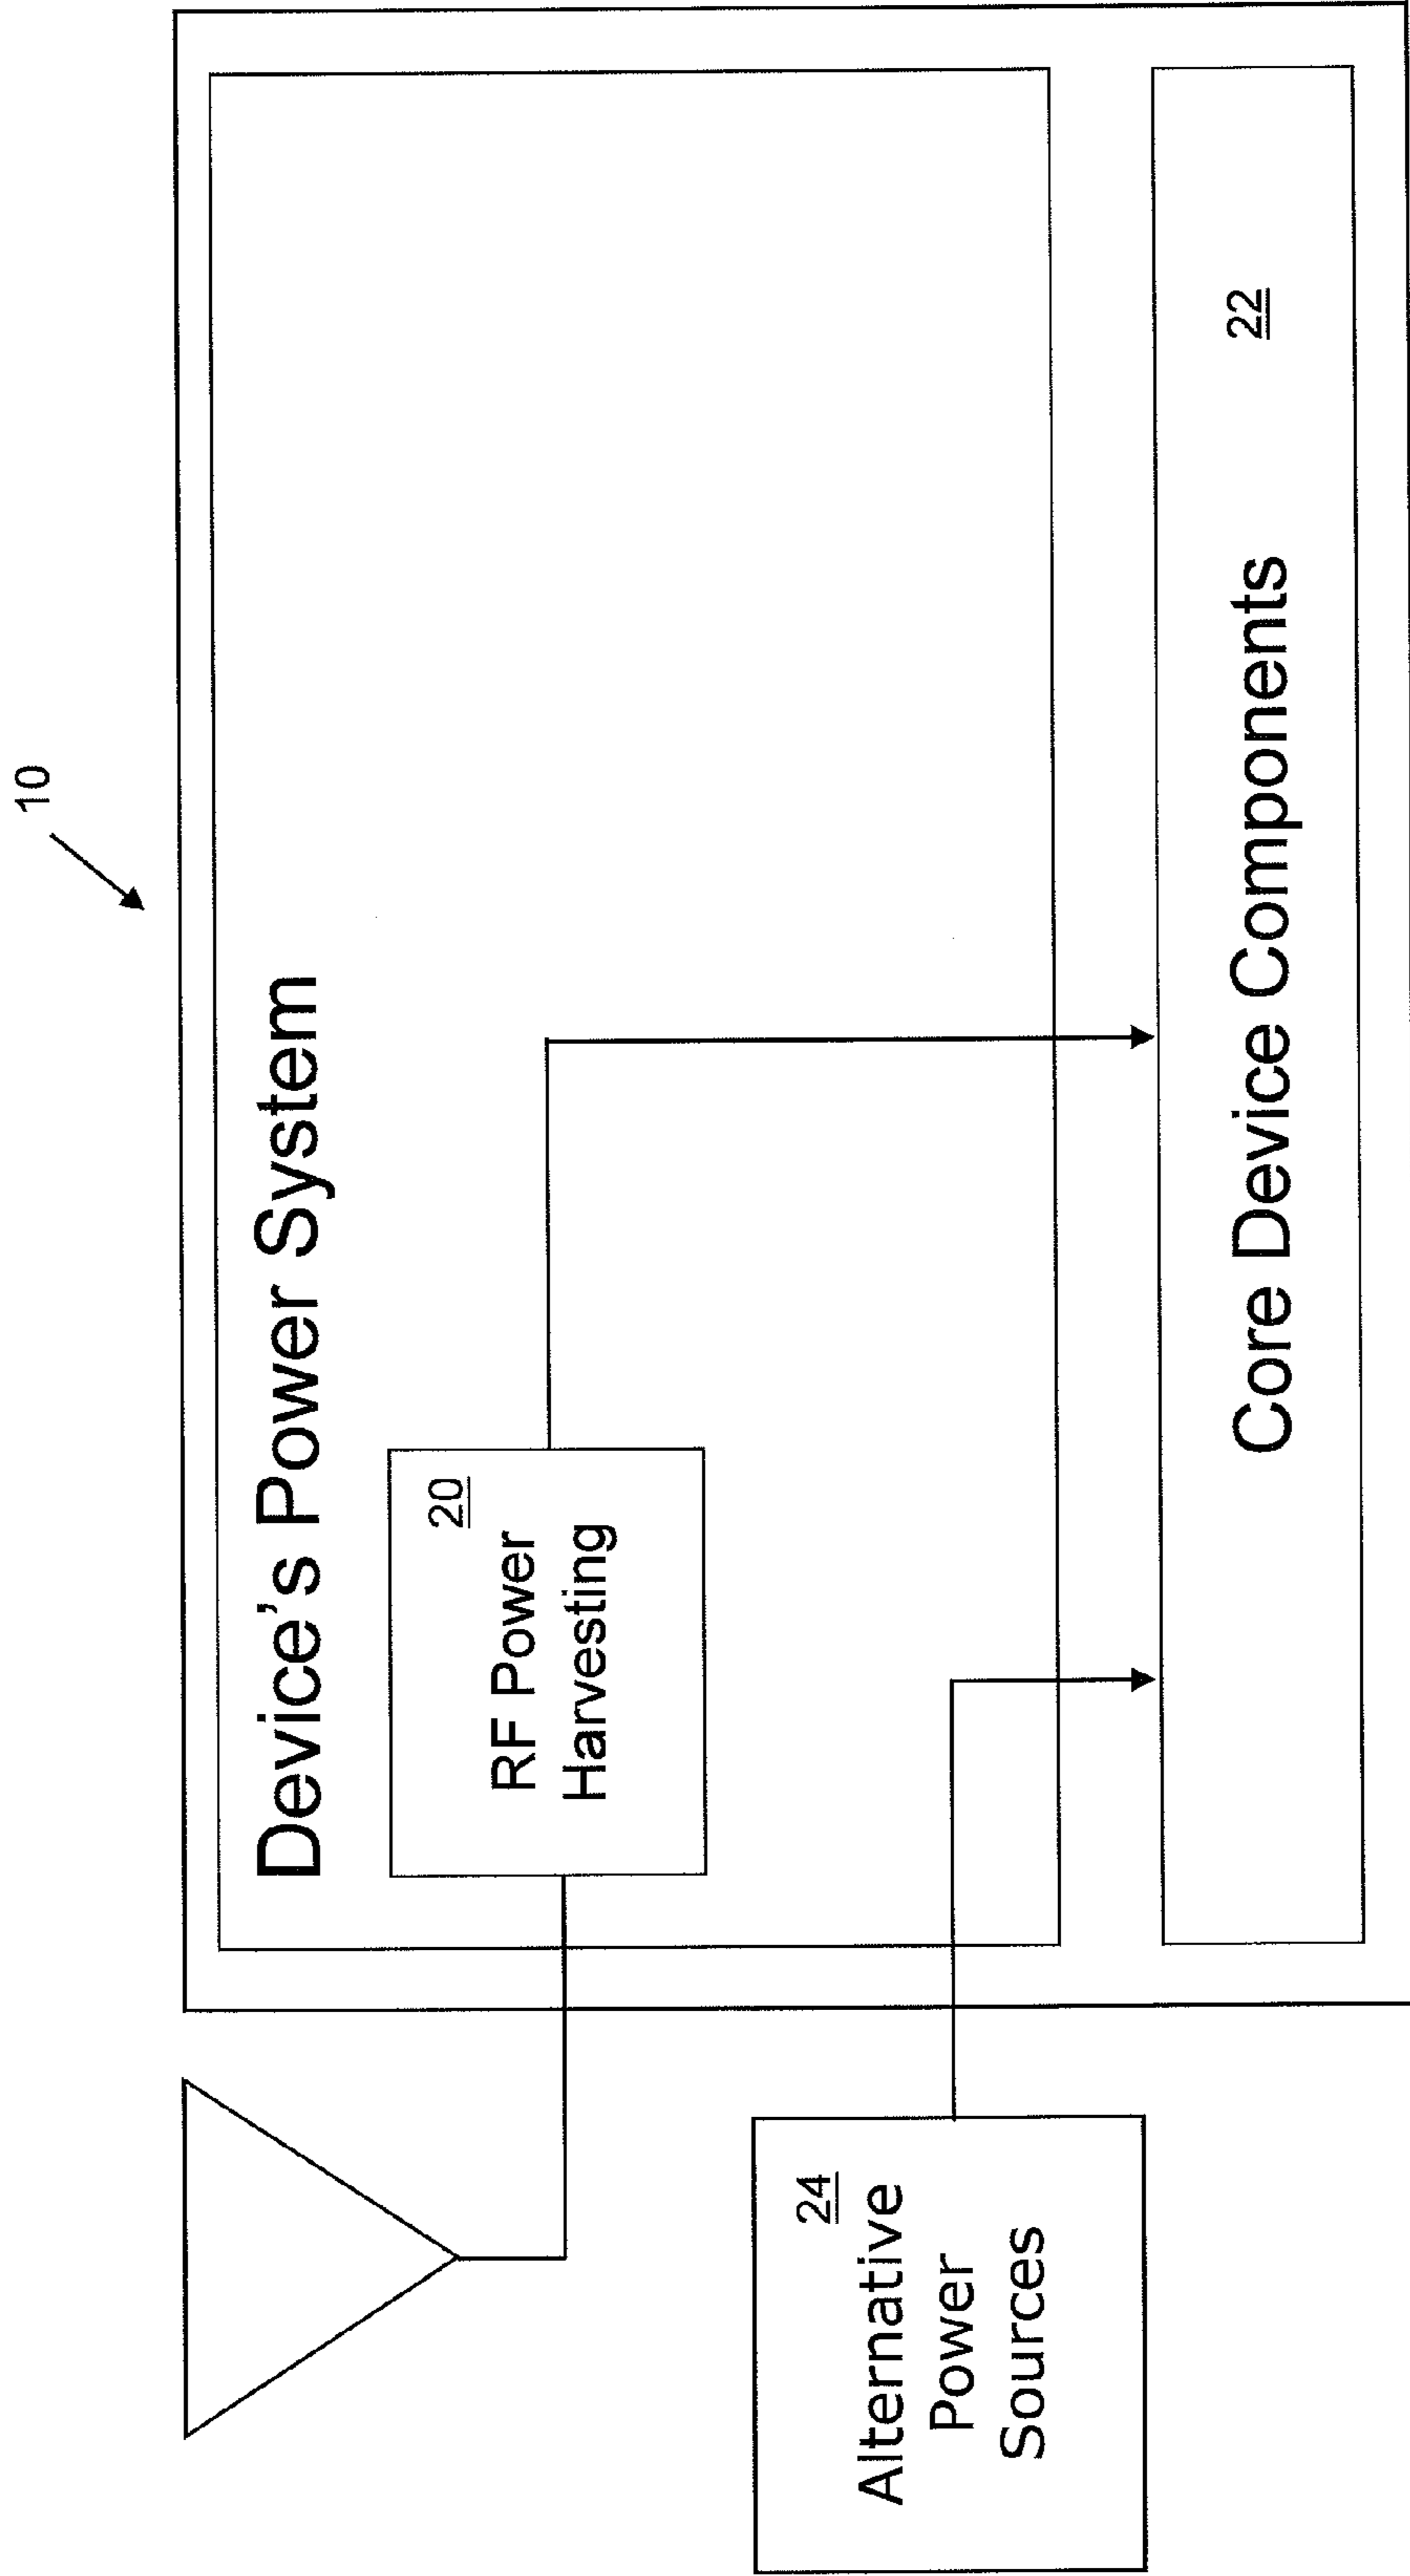 10
Device's Power System
20
RF Power
Harvesting
24
Alternative
Power
Sources
Core Device Components 22